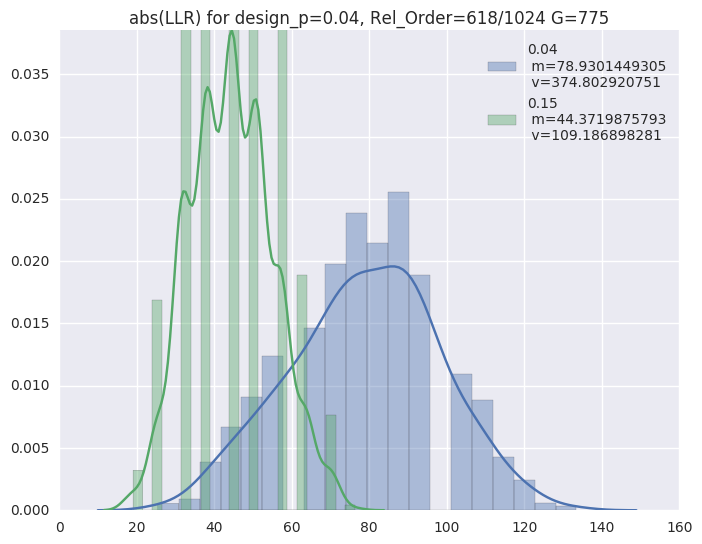 abs(LLR) for design_p=0.04, Rel_Order=618/1024 G=775
0.04
m=78.9301449305
v=374.802920751
0.15
m=44.3719875793
v=109.186898281
0.035
0.030
0.025
0.020
0.015
0.010
0.005
0.000
0 20 40 60 80 100 120 140 160